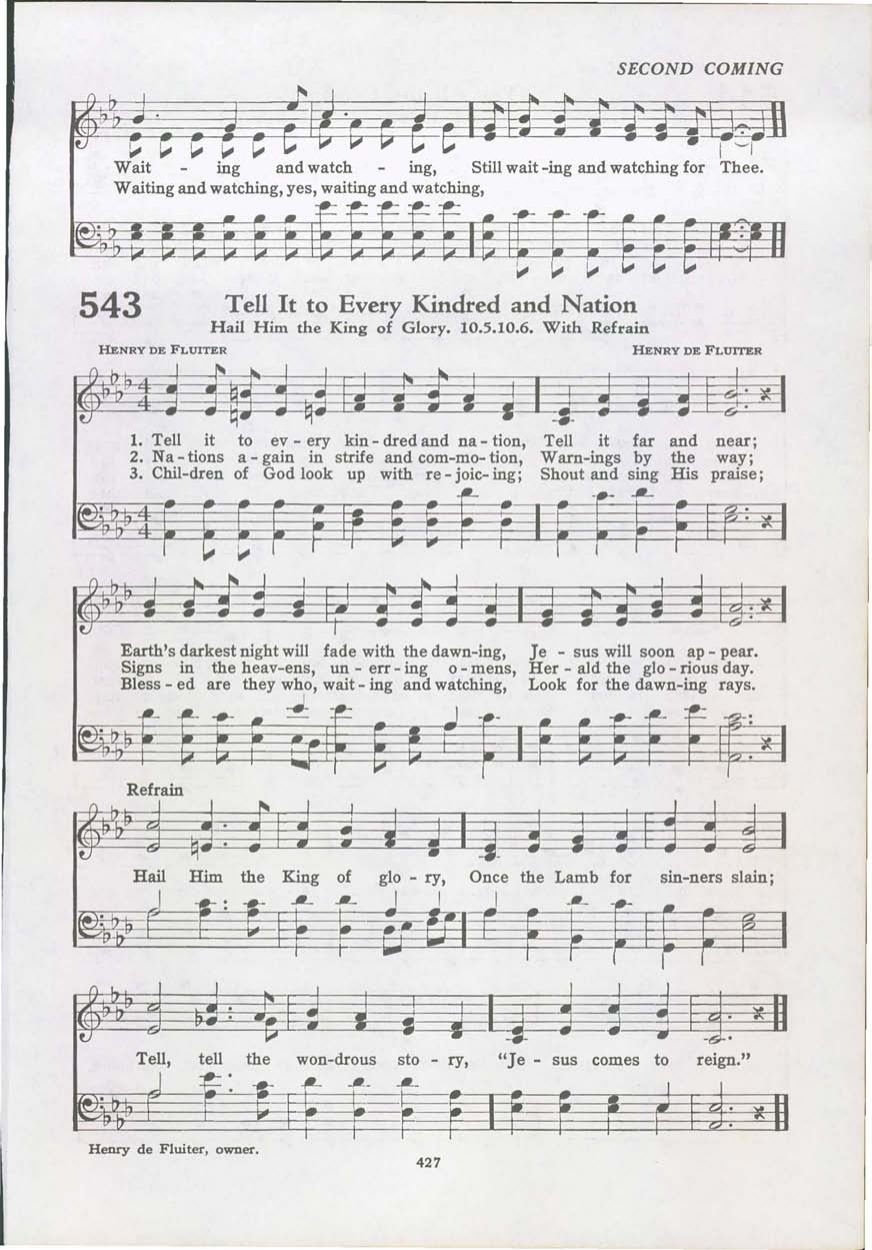 SECOND COMING
Wait - ing and watch - ing, Still wait -ing and watching for Thee.
Waiting and watching, yes, waiting and watching,
543 Tell It to Every Kindred and Nation
Hail Him the King of Glory. 10.5.10.6. With Refrain
HENRY DE FLUITER HENRY DE FLUITER
4
4
1. Tell it to ev - ery kin - dred and na - tion, Tell it far and near;
2. Na - tions a - gain in strife and com-mo - tion, Warn-ings by the way;
3. Chil-dren of God look up with re - joic- ing; Shout and sing His praise;
4
4
Earth's darkest night will fade with the dawn-ing, Je - sus will soon ap - pear.
Signs in the heav-ens, un - err - ing o - mens, Her - ald the glo - rious day.
Bless - ed are they who, wait - ing and watching, Look for the dawn-ing rays.
Refrain
Hail Him the King of glo - ry, Once the Lamb for sin-ners slain;
Tell, tell the won-drous sto - ry, "Je - sus comes to reign."
Henry de Fluiter, owner.
427